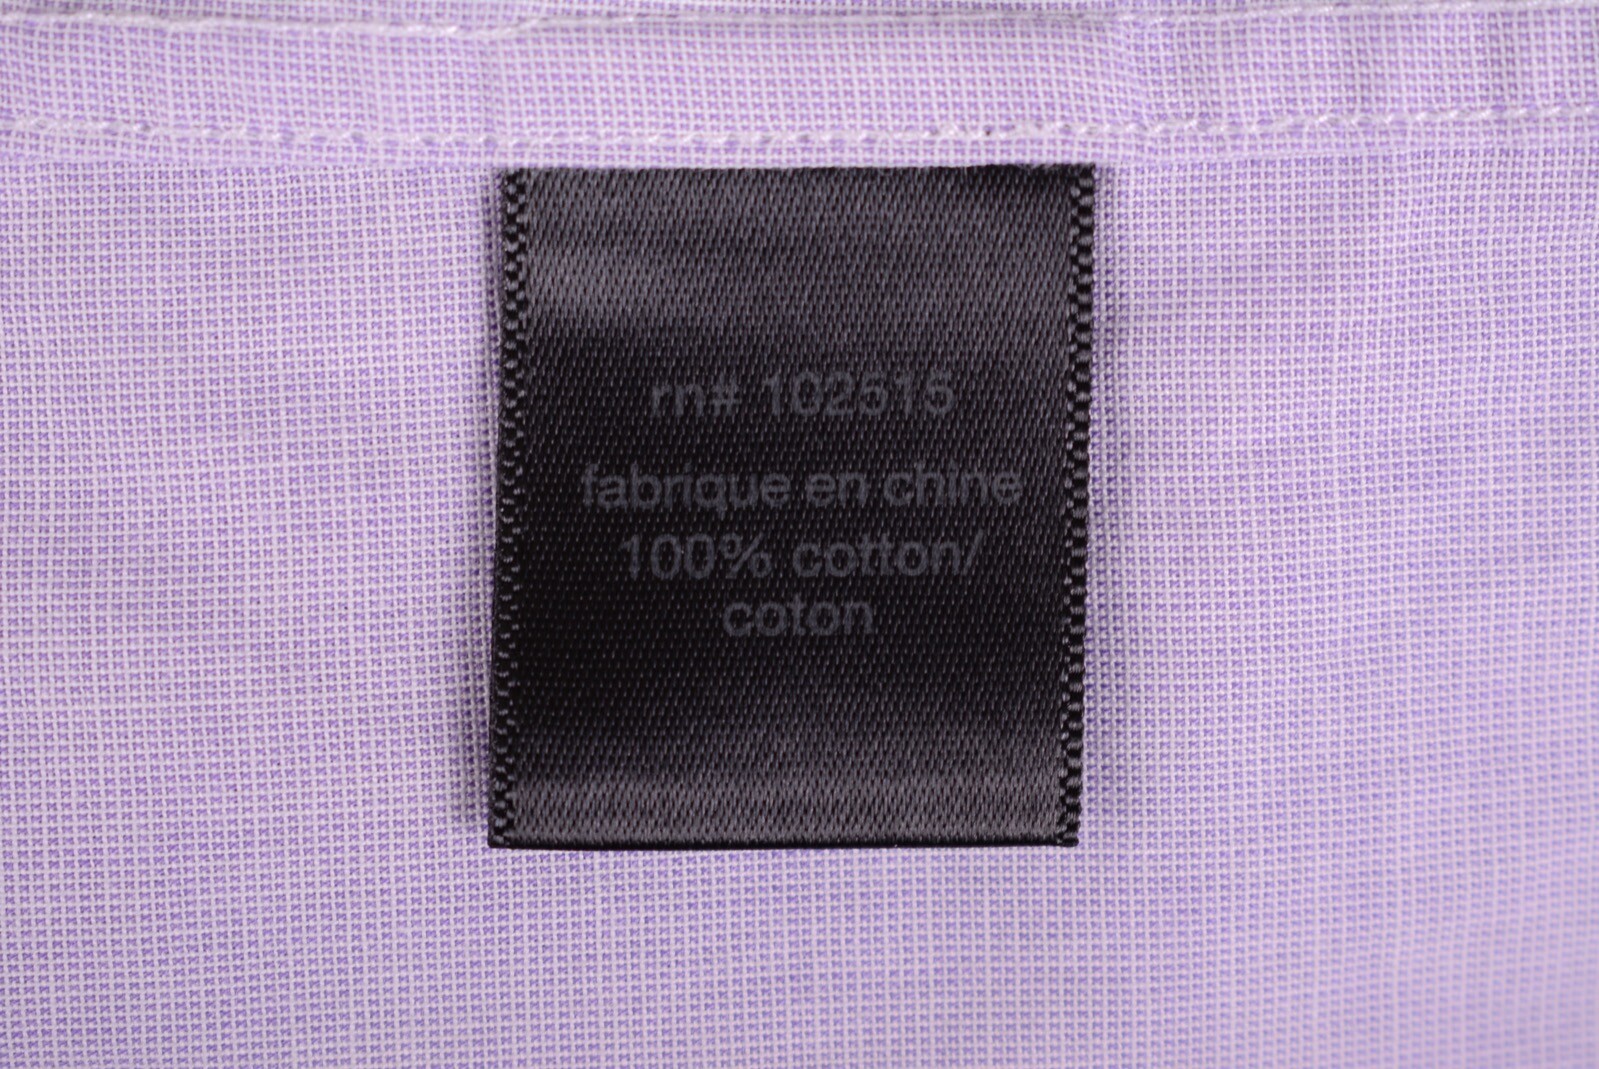 rn# 102515
fabrique en chine
100% cotton/
coton